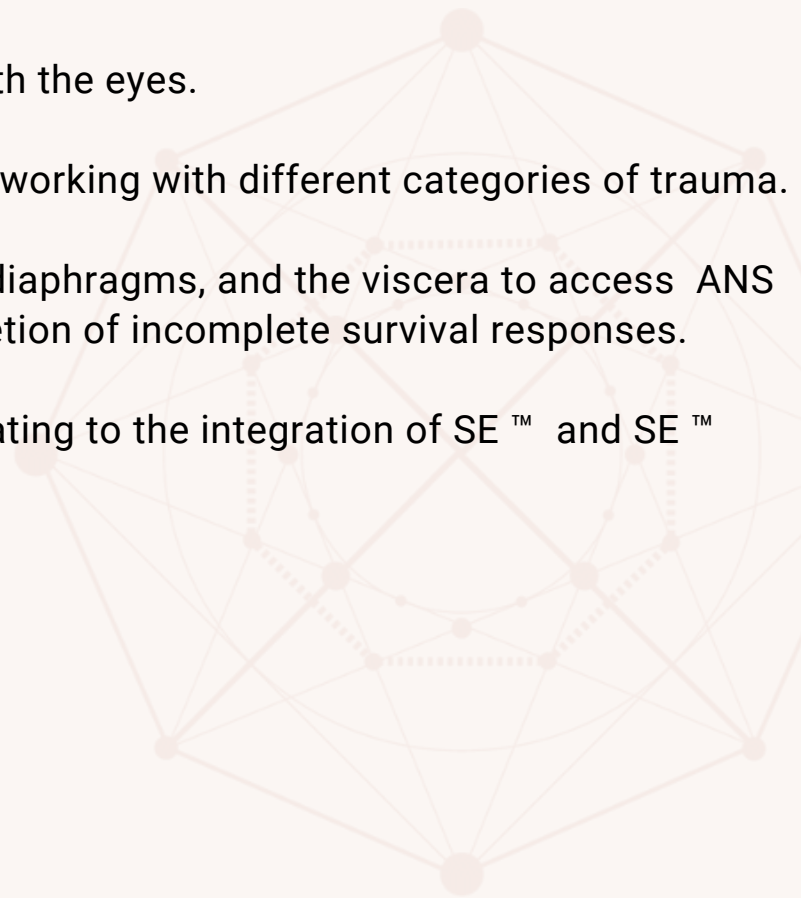 th the eyes.
working with different categories of trauma.
diaphragms, and the viscera to access ANS
etion of incomplete survival responses.
ating to the integration of SE ™ and SE ™